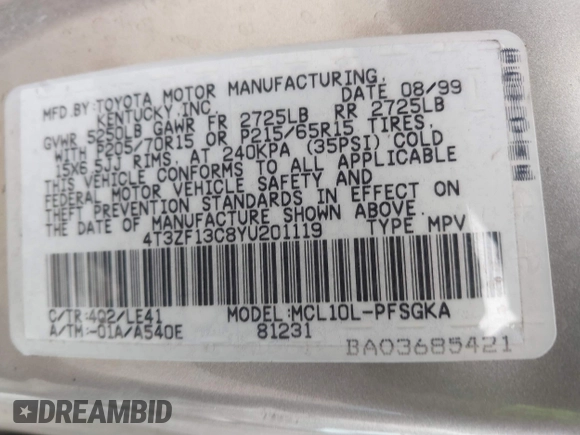 MFD.BY:TOYOTA MOTOR MANUFACTURING,
KENTUCKY,INC. DATE 08/99
GVWR 5250LB GAWR FR 2725LB RR 2725LB
WITH P205/70R15 OR P215/65R15 TIRES,
15X6.5JJ RIMS, AT 240KPA (35PSI) COLD
THIS VEHICLE CONFORMS TO ALL APPLICABLE
FEDERAL MOTOR VEHICLE SAFETY AND
THEFT PREVENTION STANDARDS IN EFFECT ON
THE DATE OF MANUFACTURE SHOWN ABOVE.
4T3ZF13C8YU201119 TYPE MPV
C/TR:4Q2/LE41 MODEL:MCL10L-PFSGKA
A/TM:-01A/A540E 81231
BA03685421
DREAMBID